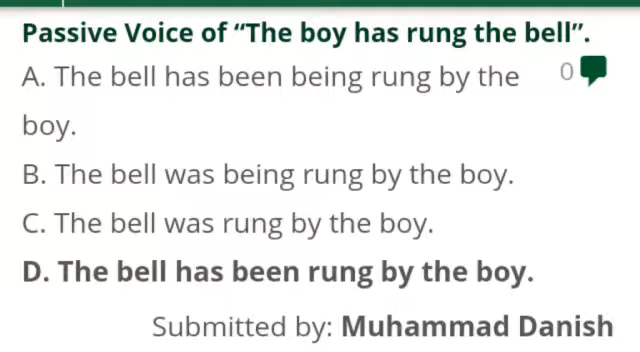 Passive Voice of “The boy has rung the bell”.
A. The bell has been being rung by the
0
boy.
B. The bell was being rung by the boy.
C. The bell was rung by the boy.
D. The bell has been rung by the boy.
Submitted by: Muhammad Danish